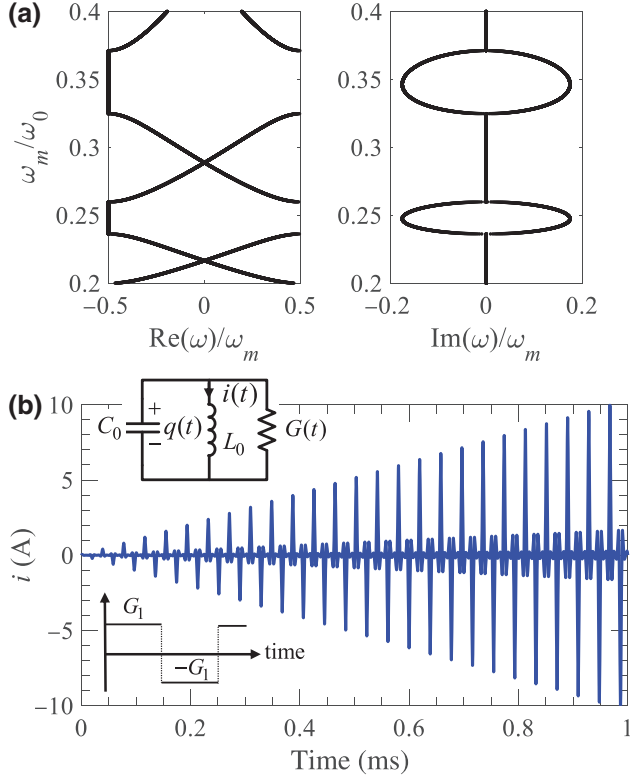 (a)
0.4
0.35
0.3
0.25
0.2
ω_m/ω_0
−0.5 0 0.5
Re(ω)/ω_m
0.4
0.35
0.3
0.25
0.2
−0.2 0 0.2
Im(ω)/ω_m
(b)
10
5
0
−5
−10
i (A)
C_0
+
−
q(t)
i(t)
L_0
G(t)
G_1
−G_1
time
0 0.2 0.4 0.6 0.8 1
Time (ms)